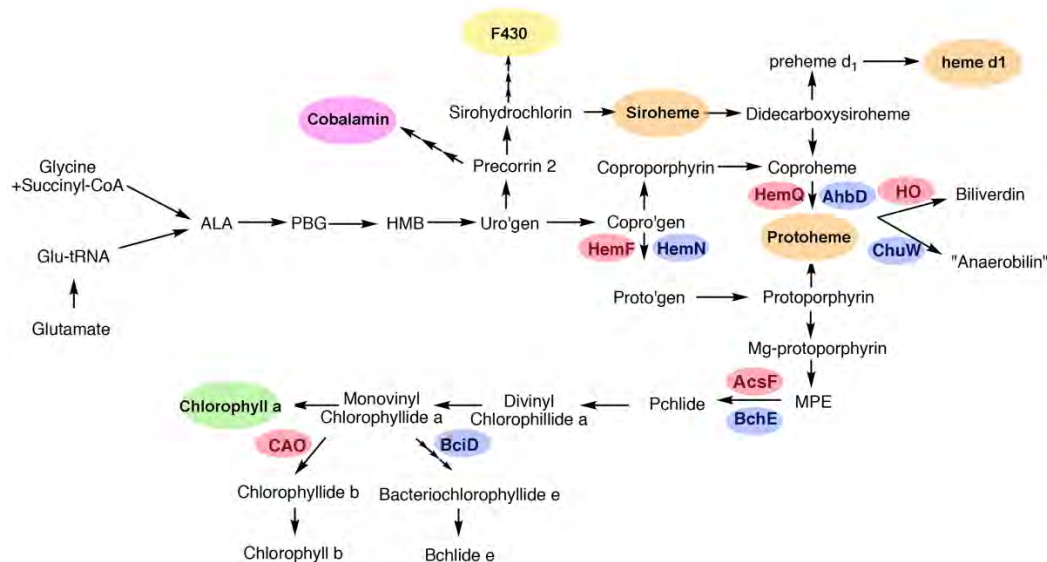 F430
preheme d1
heme d1
Cobalamin
Sirohydrochlorin
Siroheme
Didecarboxysiroheme
Glycine
+Succinyl-CoA
Precorrin 2
Coproporphyrin
Coproheme
HemQ
AhbD
HO
Biliverdin
ALA
PBG
HMB
Uro'gen
Copro'gen
Protoheme
Glu-tRNA
HemF
HemN
ChuW
"Anaerobilin"
Proto'gen
Protoporphyrin
Glutamate
Mg-protoporphyrin
AcsF
Chlorophyll a
Monovinyl
Chlorophyllide a
Divinyl
Chlorophillide a
Pchlide
MPE
BchE
CAO
BciD
Chlorophyllide b
Bacteriochlorophyllide e
Chlorophyll b
Bchlide e